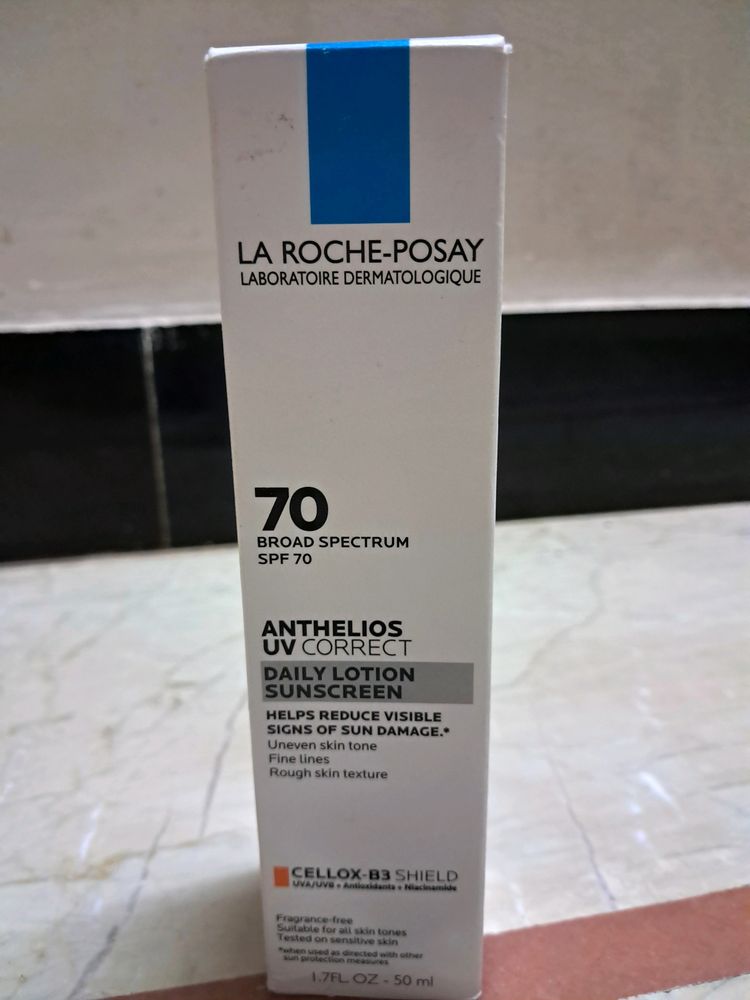 LA ROCHE-POSAY
LABORATOIRE DERMATOLOGIQUE
70
BROAD SPECTRUM
SPF 70
ANTHELIOS
UV CORRECT
DAILY LOTION
SUNSCREEN
HELPS REDUCE VISIBLE
SIGNS OF SUN DAMAGE.*
Uneven skin tone
Fine lines
Rough skin texture
CELLOX-B3 SHIELD
UVA/UVB + Antioxidants + Niacinamide
Fragrance-free
Suitable for all skin tones
Tested on sensitive skin
*when used as directed with other
sun protection measures
1.7FL. OZ - 50 ml